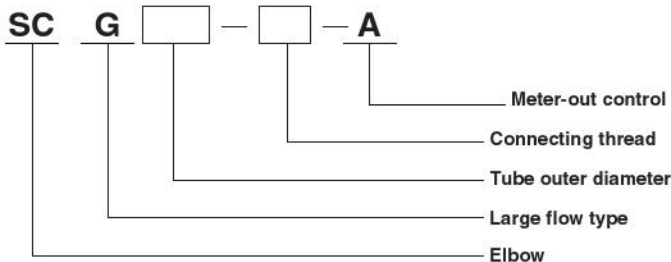 SC G — — A
Meter-out control
Connecting thread
Tube outer diameter
Large flow type
Elbow